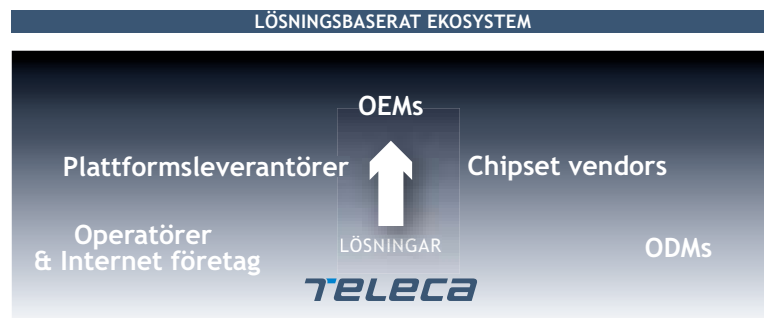 LÖSNINGSBASERAT EKOSYSTEM
OEMs
Plattformsleverantörer
Chipset vendors
Operatörer
& Internet företag
LÖSNINGAR
ODMs
TELECA